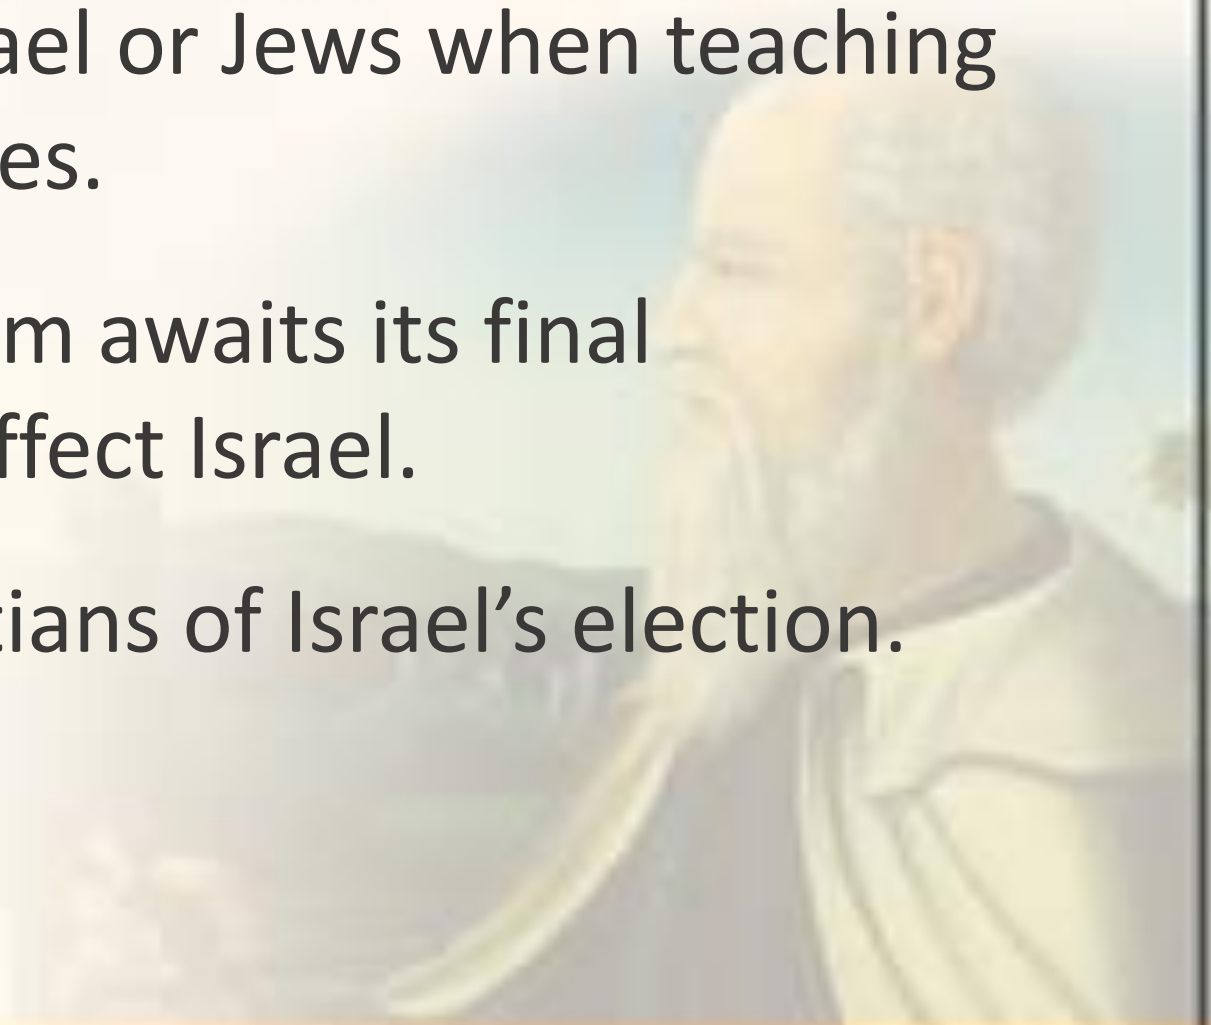 ael or Jews when teaching
es.
m awaits its final
ffect Israel.
tians of Israel’s election.